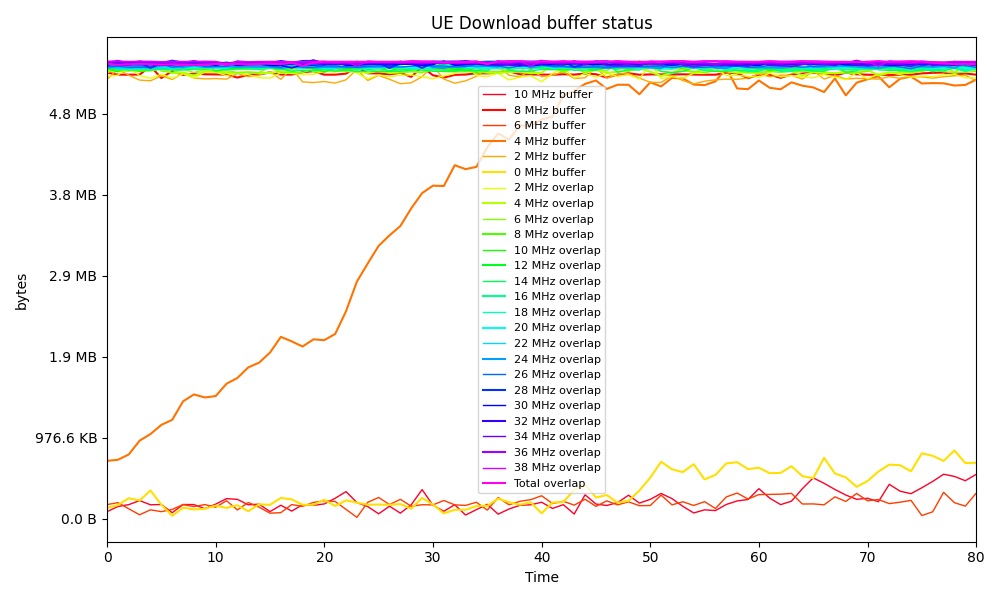 UE Download buffer status
bytes
4.8 MB
3.8 MB
2.9 MB
1.9 MB
976.6 KB
0.0 B
10 MHz buffer
8 MHz buffer
6 MHz buffer
4 MHz buffer
2 MHz buffer
0 MHz buffer
2 MHz overlap
4 MHz overlap
6 MHz overlap
8 MHz overlap
10 MHz overlap
12 MHz overlap
14 MHz overlap
16 MHz overlap
18 MHz overlap
20 MHz overlap
22 MHz overlap
24 MHz overlap
26 MHz overlap
28 MHz overlap
30 MHz overlap
32 MHz overlap
34 MHz overlap
36 MHz overlap
38 MHz overlap
Total overlap
0 10 20 30 40 50 60 70 80
Time